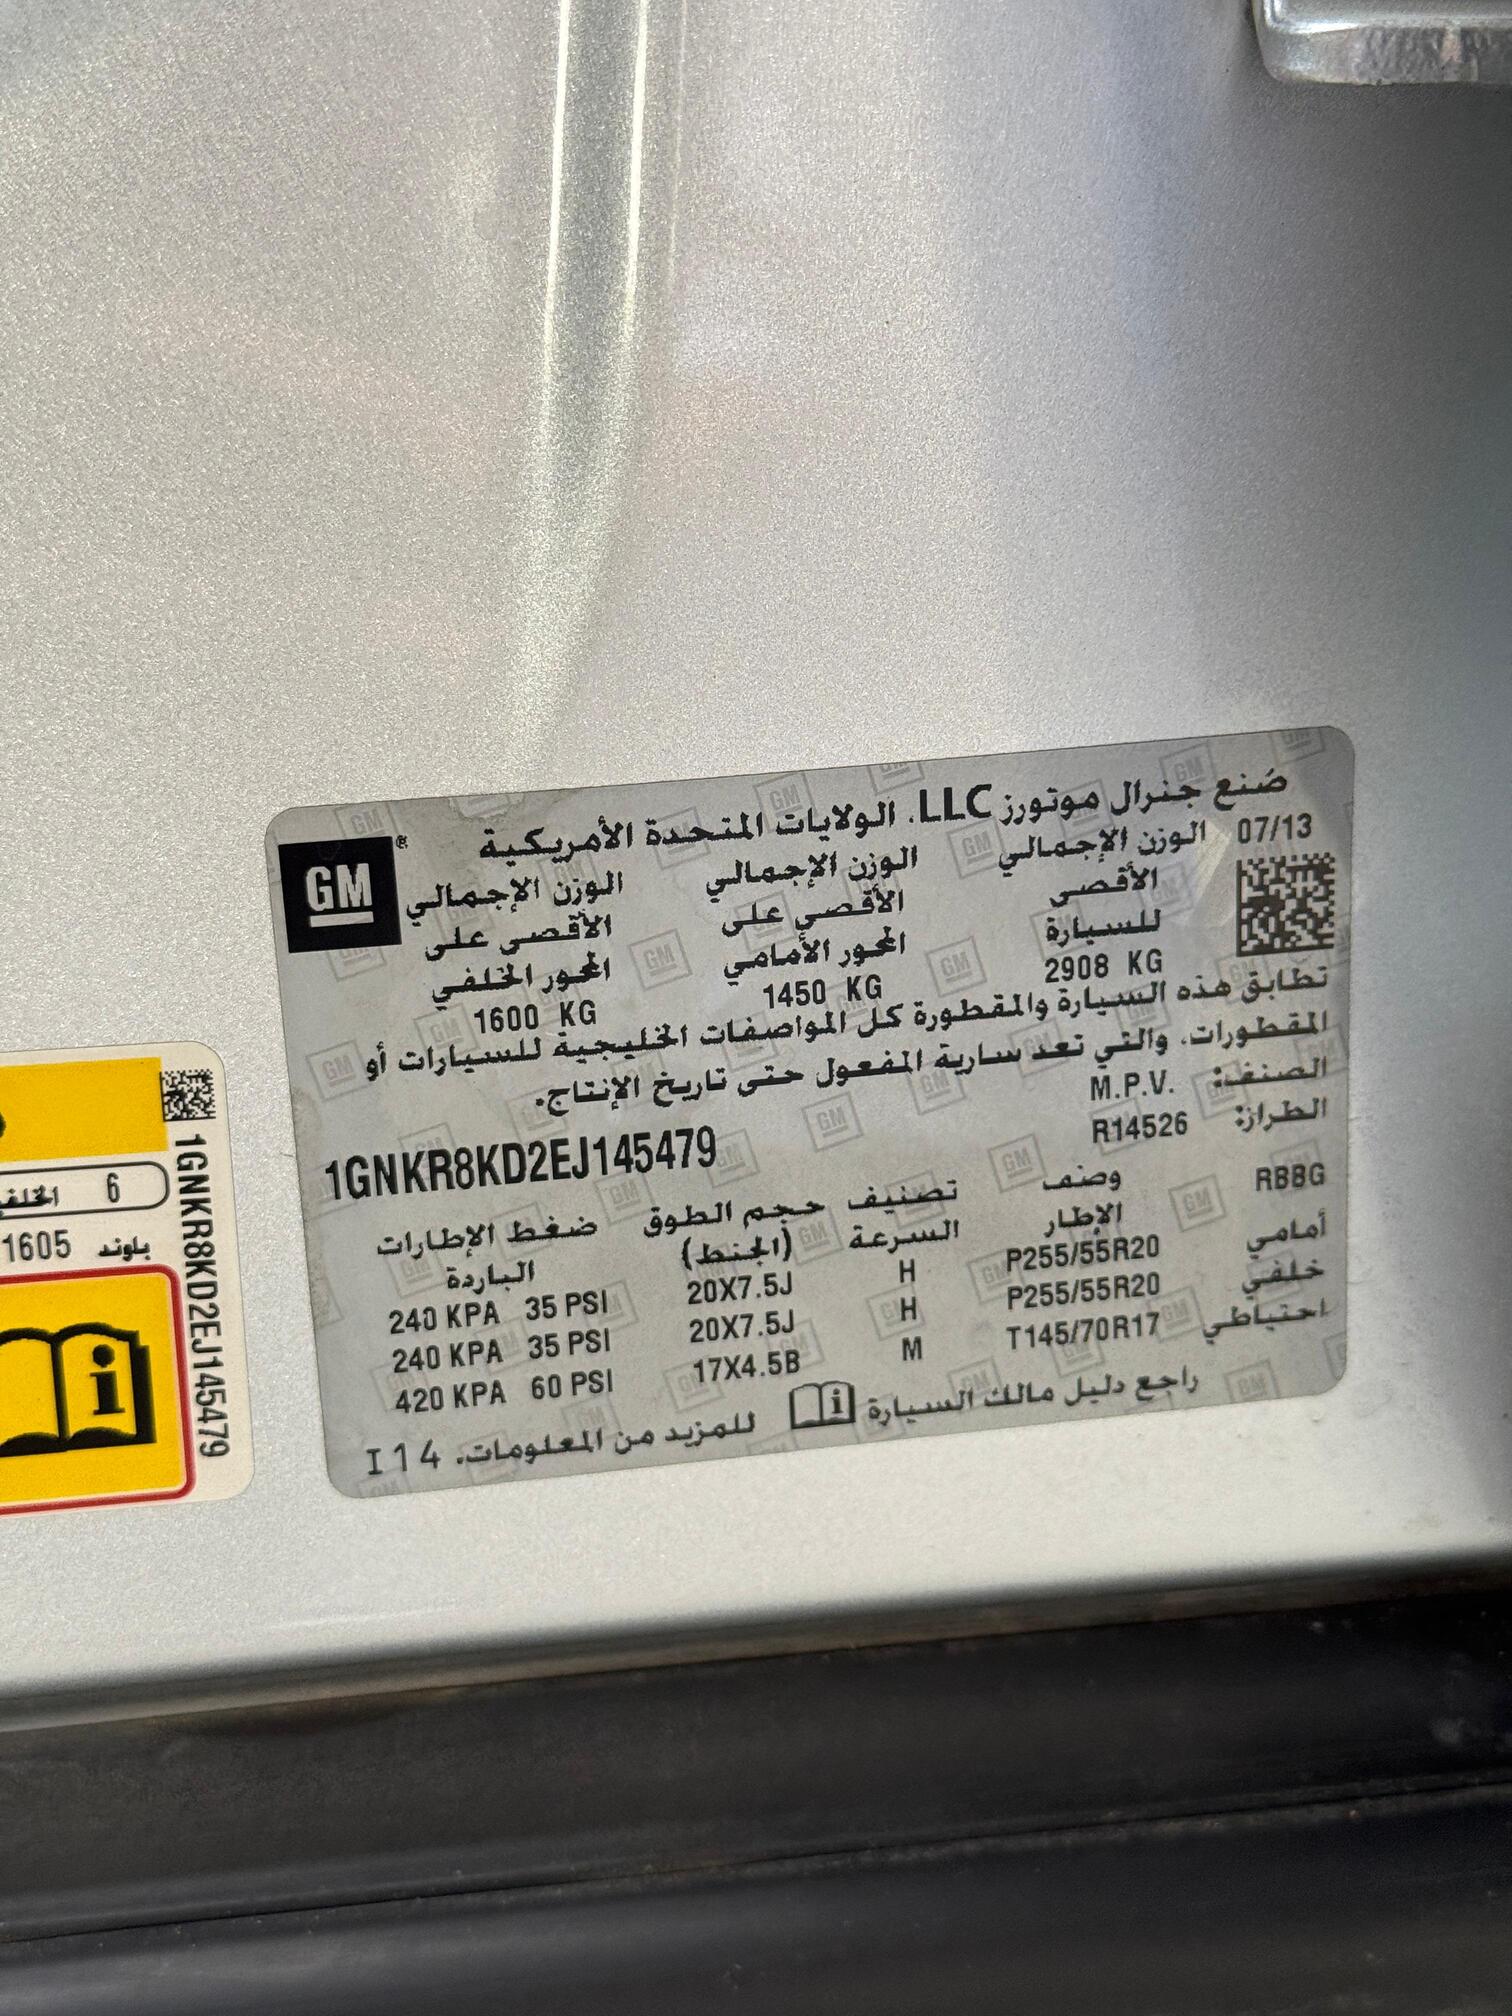 صُنع جنرال موتورز LLC. الولايات المتحدة الأمريكية
GM ®
07/13
الوزن الإجمالي الوزن الإجمالي الوزن الإجمالي
الأقصى الأقصى على الأقصى على
للسيارة المحور الأمامي المحور الخلفي
2908 KG 1450 KG 1600 KG
تطابق هذه السيارة والمقطورة كل المواصفات الخليجية للسيارات أو
المقطورات. والتي تعد سارية المفعول حتى تاريخ الإنتاج.
الصنف: M.P.V.
الطراز: R14526
1GNKR8KD2EJ145479
RBBG وصف تصنيف حجم الطوق ضغط الإطارات
الإطار السرعة (الجنط) الباردة
أمامي P255/55R20 H 20X7.5J 240 KPA 35 PSI
خلفي P255/55R20 H 20X7.5J 240 KPA 35 PSI
احتياطي T145/70R17 M 17X4.5B 420 KPA 60 PSI
راجع دليل مالك السيارة للمزيد من المعلومات. I14
6
بلوند 1605
1GNKR8KD2EJ145479